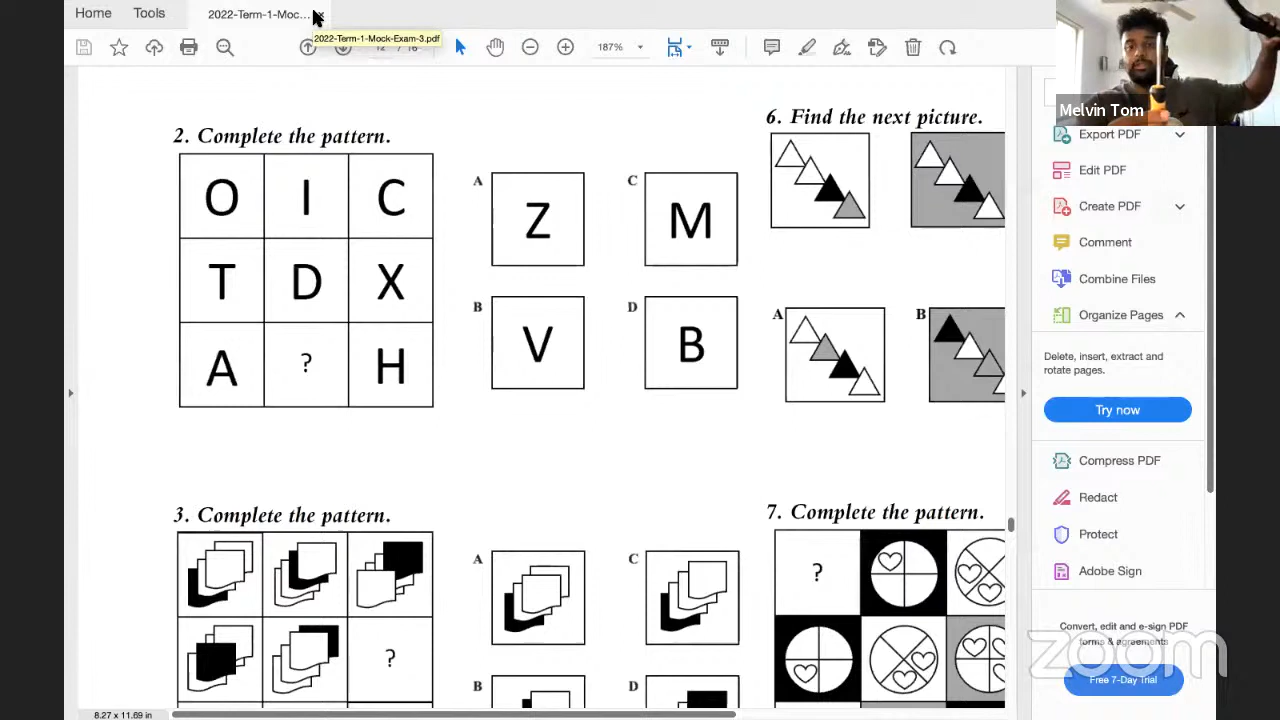 Home
Tools
2022-Term-1-Moc...
2022-Term-1-Mock-Exam-3.pdf
187%
Melvin Tom
2. Complete the pattern.
O I C
T D X
A ? H
A
Z
C
M
B
V
D
B
6. Find the next picture.
A
B
3. Complete the pattern.
?
A
C
B
D
7. Complete the pattern.
?
Export PDF
Edit PDF
Create PDF
Comment
Combine Files
Organize Pages
Delete, insert, extract and
rotate pages.
Try now
Compress PDF
Redact
Protect
Adobe Sign
Convert, edit and e-sign PDF
forms & agreements
Free 7-Day Trial
zoom
8.27 x 11.69 in